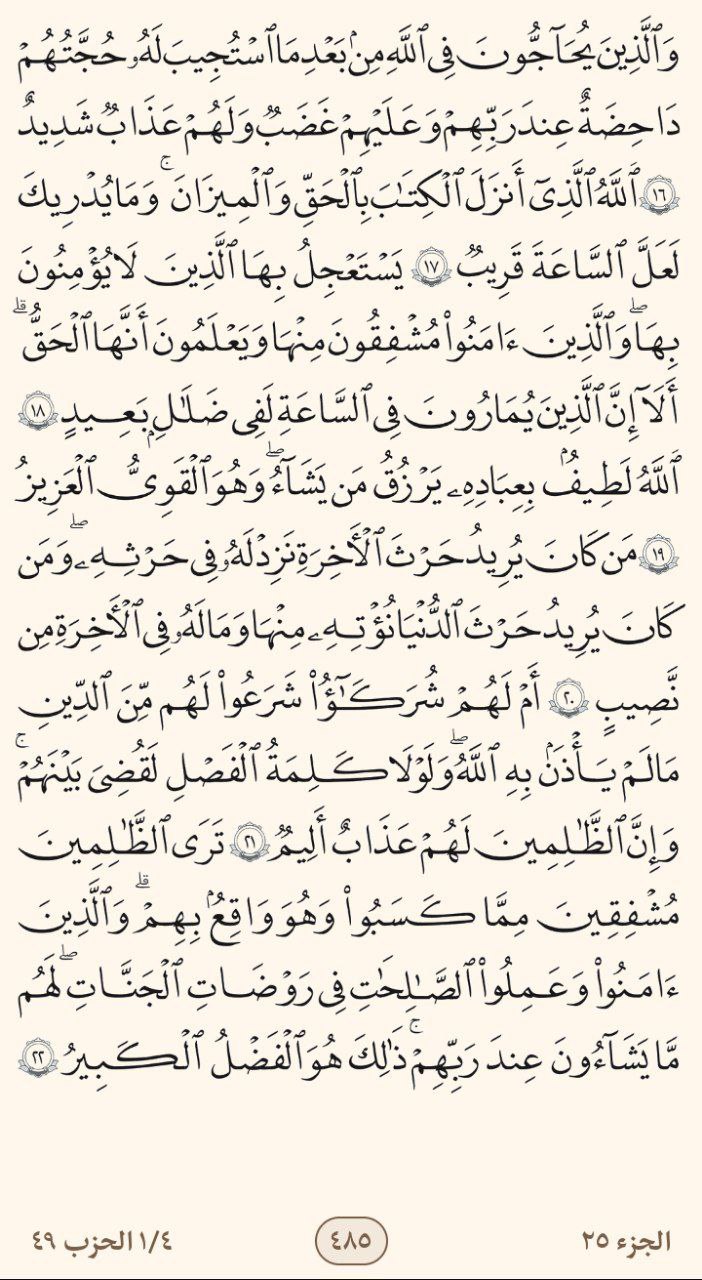 وَٱلَّذِينَ يُحَآجُّونَ فِى ٱللَّهِ مِنۢ بَعْدِ مَا ٱسْتُجِيبَ لَهُۥ حُجَّتُهُمْ
دَاحِضَةٌ عِندَ رَبِّهِمْ وَعَلَيْهِمْ غَضَبٌ وَلَهُمْ عَذَابٌ شَدِيدٌ
١٦ ٱللَّهُ ٱلَّذِىٓ أَنزَلَ ٱلْكِتَـٰبَ بِٱلْحَقِّ وَٱلْمِيزَانَ ۚ وَمَا يُدْرِيكَ
لَعَلَّ ٱلسَّاعَةَ قَرِيبٌ ١٧ يَسْتَعْجِلُ بِهَا ٱلَّذِينَ لَا يُؤْمِنُونَ
بِهَا ۖ وَٱلَّذِينَ ءَامَنُوا۟ مُشْفِقُونَ مِنْهَا وَيَعْلَمُونَ أَنَّهَا ٱلْحَقُّ ۗ
أَلَآ إِنَّ ٱلَّذِينَ يُمَارُونَ فِى ٱلسَّاعَةِ لَفِى ضَلَـٰلٍۭ بَعِيدٍ ١٨
ٱللَّهُ لَطِيفٌۢ بِعِبَادِهِۦ يَرْزُقُ مَن يَشَآءُ ۖ وَهُوَ ٱلْقَوِىُّ ٱلْعَزِيزُ
١٩ مَن كَانَ يُرِيدُ حَرْثَ ٱلْـَٔاخِرَةِ نَزِدْ لَهُۥ فِى حَرْثِهِۦ ۖ وَمَن
كَانَ يُرِيدُ حَرْثَ ٱلدُّنْيَا نُؤْتِهِۦ مِنْهَا وَمَا لَهُۥ فِى ٱلْـَٔاخِرَةِ مِن
نَّصِيبٍ ٢٠ أَمْ لَهُمْ شُرَكَـٰٓؤُا۟ شَرَعُوا۟ لَهُم مِّنَ ٱلدِّينِ
مَا لَمْ يَأْذَنۢ بِهِ ٱللَّهُ ۖ وَلَوْلَا كَلِمَةُ ٱلْفَصْلِ لَقُضِىَ بَيْنَهُمْ ۚ
وَإِنَّ ٱلظَّـٰلِمِينَ لَهُمْ عَذَابٌ أَلِيمٌ ٢١ تَرَى ٱلظَّـٰلِمِينَ
مُشْفِقِينَ مِمَّا كَسَبُوا۟ وَهُوَ وَاقِعٌۢ بِهِمْ ۗ وَٱلَّذِينَ
ءَامَنُوا۟ وَعَمِلُوا۟ ٱلصَّـٰلِحَـٰتِ فِى رَوْضَاتِ ٱلْجَنَّاتِ ۖ لَهُم
مَّا يَشَآءُونَ عِندَ رَبِّهِمْ ۚ ذَٰلِكَ هُوَ ٱلْفَضْلُ ٱلْكَبِيرُ ٢٢
الجزء ٢٥ ٤٨٥ ١/٤ الحزب ٤٩